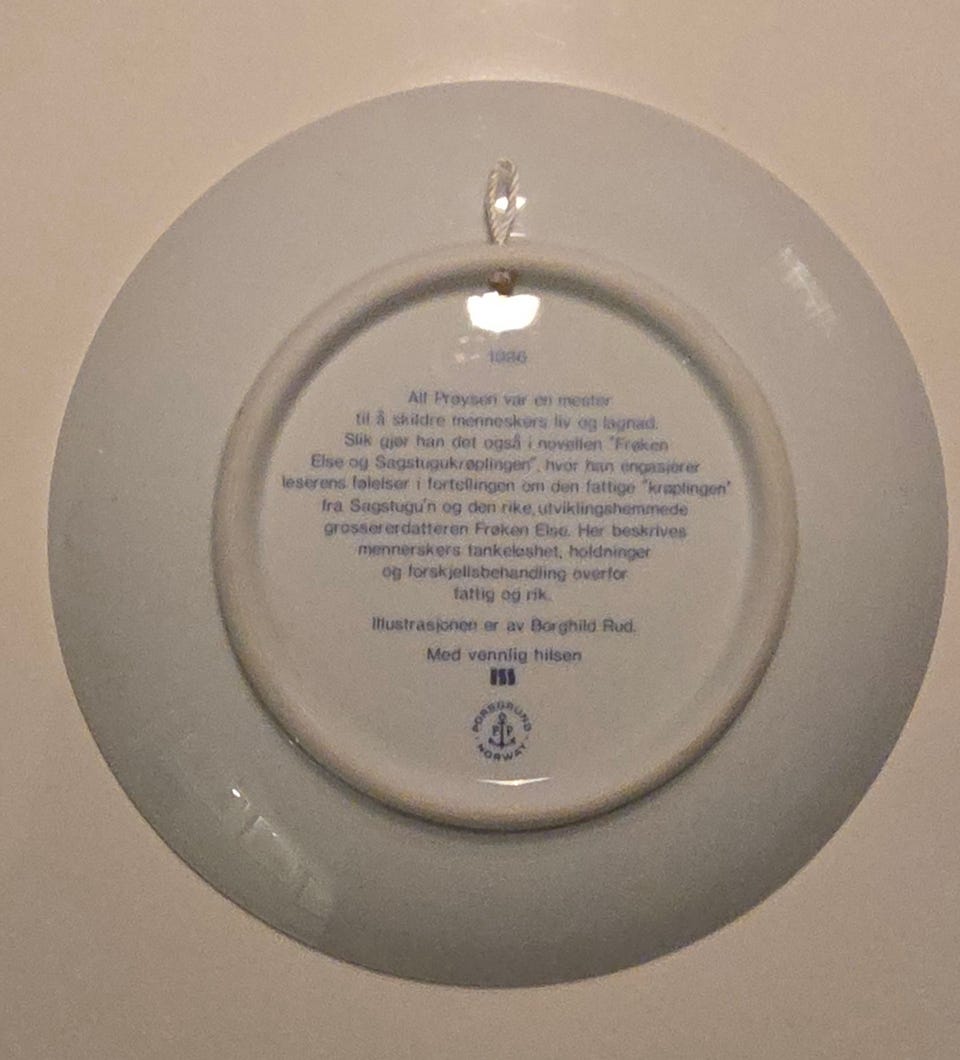 1986
Alf Prøysen var en mester
til å skildre menneskers liv og lagnad.
Slik gjør han det også i novellen "Frøken
Else og Sagstugukrøplingen", hvor han engasjerer
leserens følelser i fortellingen om den fattige "krøplingen"
fra Sagstugu'n og den rike, utviklingshemmede
grossererdatteren Frøken Else. Her beskrives
mennerskers tankeløshet, holdninger
og forskjellsbehandling overfor
fattig og rik.
Illustrasjonen er av Borghild Rud.
Med vennlig hilsen
ISS
PORSGRUND
P P
NORWAY